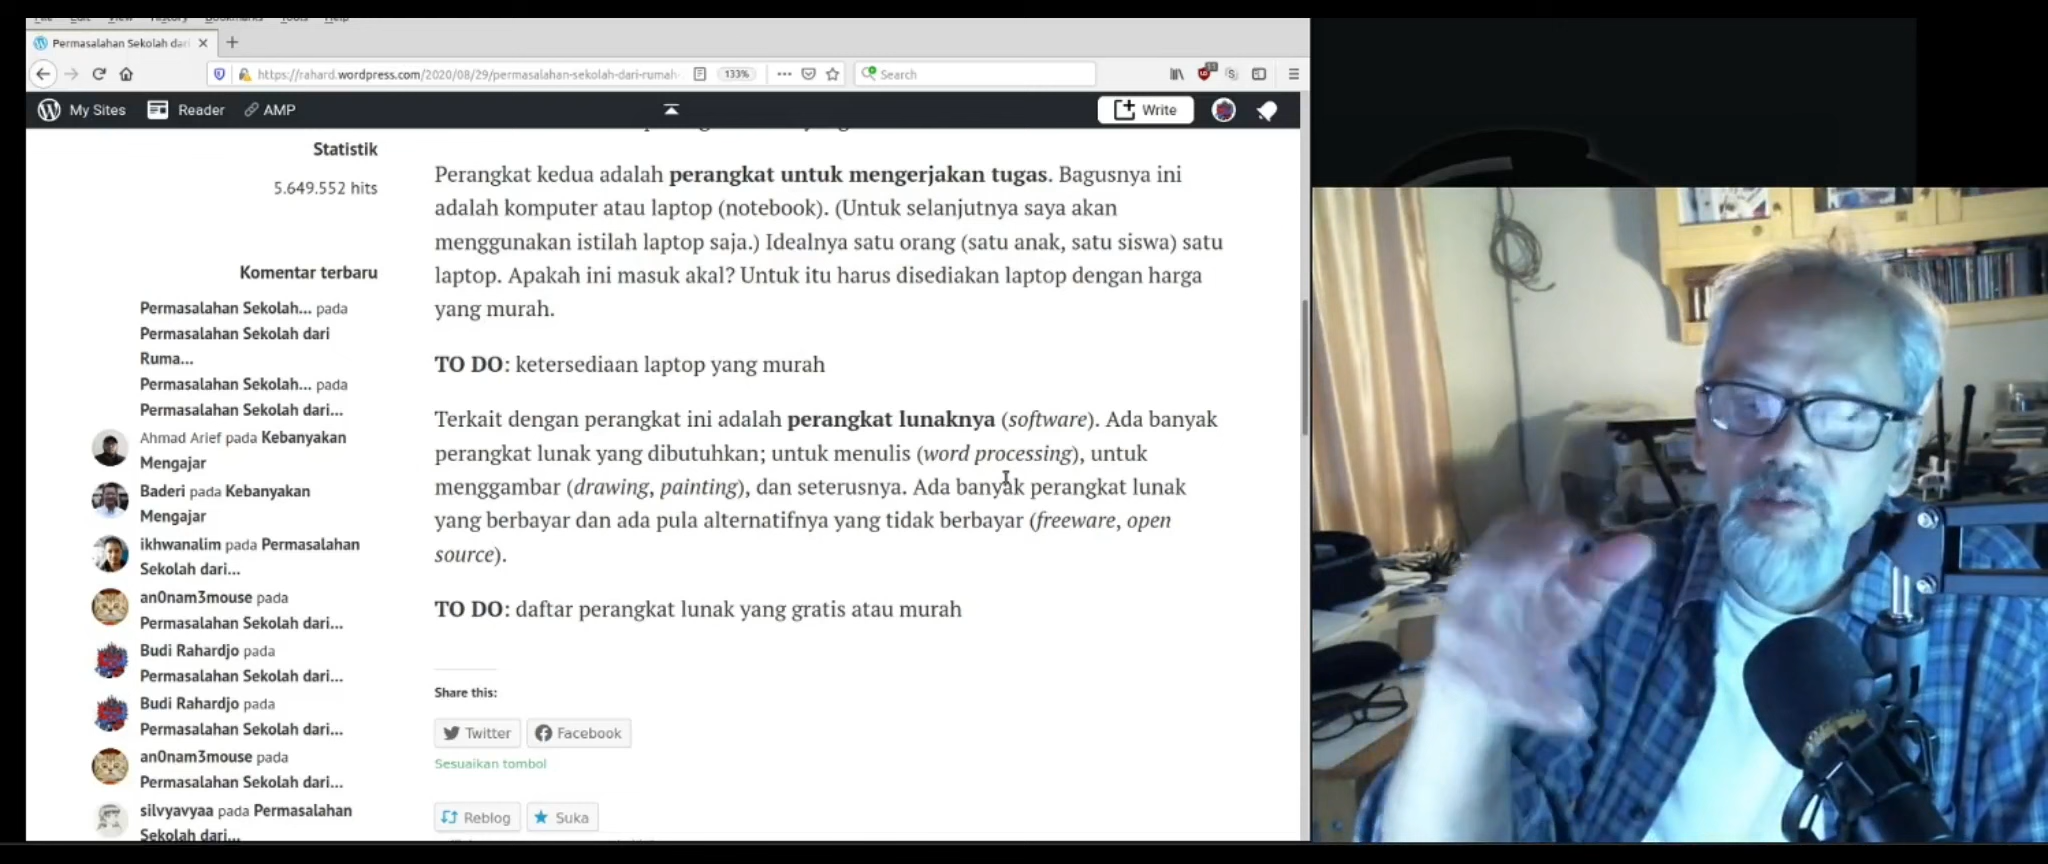 File Edit View History Bookmarks Tools Help
Permasalahan Sekolah dari
https://rahard.wordpress.com/2020/08/29/permasalahan-sekolah-dari-rumah
133%
Search
My Sites
Reader
AMP
Write
Statistik
5.649.552 hits
Komentar terbaru
Permasalahan Sekolah... pada
Permasalahan Sekolah dari
Ruma...
Permasalahan Sekolah... pada
Permasalahan Sekolah dari...
Ahmad Arief pada Kebanyakan
Mengajar
Baderi pada Kebanyakan
Mengajar
ikhwanalim pada Permasalahan
Sekolah dari...
an0nam3mouse pada
Permasalahan Sekolah dari...
Budi Rahardjo pada
Permasalahan Sekolah dari...
Budi Rahardjo pada
Permasalahan Sekolah dari...
an0nam3mouse pada
Permasalahan Sekolah dari...
silvyavyaa pada Permasalahan
Sekolah dari...
Perangkat kedua adalah perangkat untuk mengerjakan tugas. Bagusnya ini
adalah komputer atau laptop (notebook). (Untuk selanjutnya saya akan
menggunakan istilah laptop saja.) Idealnya satu orang (satu anak, satu siswa) satu
laptop. Apakah ini masuk akal? Untuk itu harus disediakan laptop dengan harga
yang murah.
TO DO: ketersediaan laptop yang murah
Terkait dengan perangkat ini adalah perangkat lunaknya (software). Ada banyak
perangkat lunak yang dibutuhkan; untuk menulis (word processing), untuk
menggambar (drawing, painting), dan seterusnya. Ada banyak perangkat lunak
yang berbayar dan ada pula alternatifnya yang tidak berbayar (freeware, open
source).
TO DO: daftar perangkat lunak yang gratis atau murah
Share this:
Twitter
Facebook
Sesuaikan tombol
Reblog
Suka